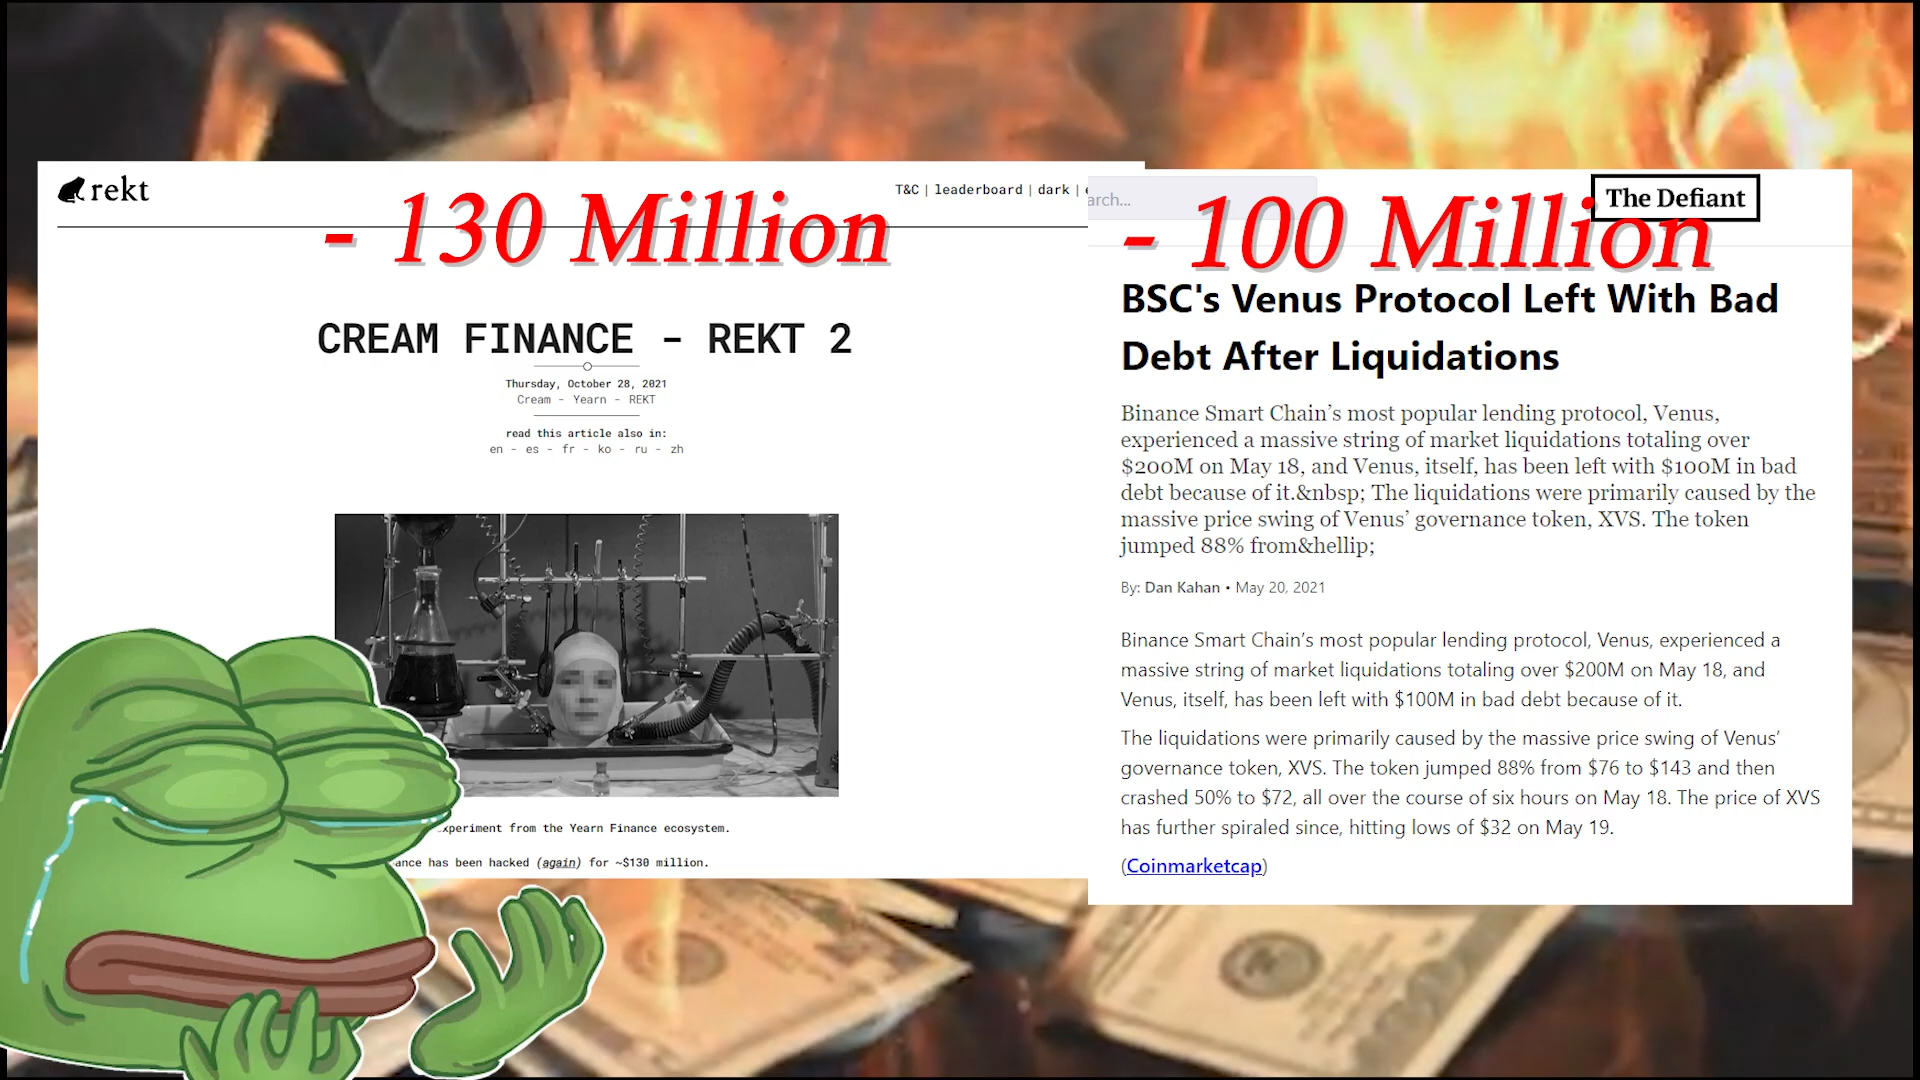 rekt
T&C | leaderboard | dark |
- 130 Million
CREAM FINANCE - REKT 2
Thursday, October 28, 2021
Cream - Yearn - REKT
read this article also in:
en - es - fr - ko - ru - zh
experiment from the Yearn Finance ecosystem.
has been hacked (again) for ~$130 million.
arch...
The Defiant
- 100 Million
BSC's Venus Protocol Left With Bad
Debt After Liquidations
Binance Smart Chain’s most popular lending protocol, Venus,
experienced a massive string of market liquidations totaling over
$200M on May 18, and Venus, itself, has been left with $100M in bad
debt because of it.&nbsp; The liquidations were primarily caused by the
massive price swing of Venus’ governance token, XVS. The token
jumped 88% from&hellip;
By: Dan Kahan • May 20, 2021
Binance Smart Chain’s most popular lending protocol, Venus, experienced a
massive string of market liquidations totaling over $200M on May 18, and
Venus, itself, has been left with $100M in bad debt because of it.
The liquidations were primarily caused by the massive price swing of Venus’
governance token, XVS. The token jumped 88% from $76 to $143 and then
crashed 50% to $72, all over the course of six hours on May 18. The price of XVS
has further spiraled since, hitting lows of $32 on May 19.
(Coinmarketcap)